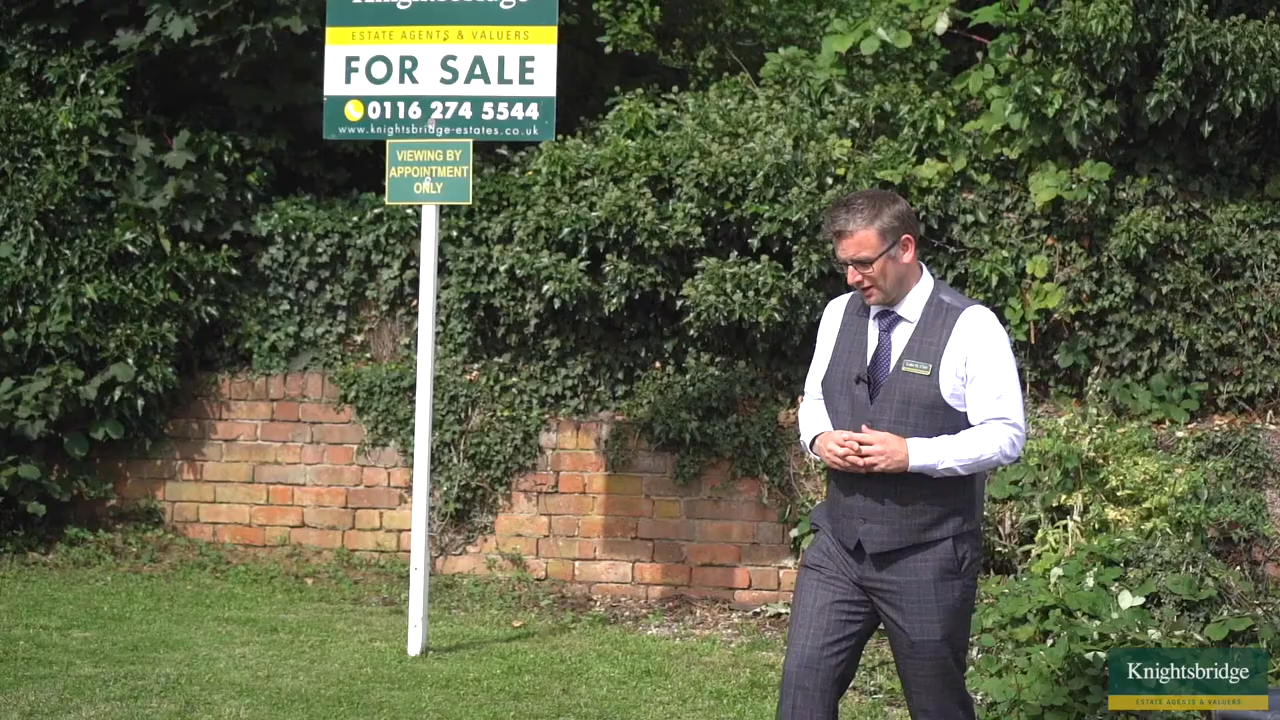 Knightsbridge
ESTATE AGENTS & VALUERS
FOR SALE
0116 274 5544
www.knightsbridge-estates.co.uk
VIEWING BY
APPOINTMENT
ONLY
Knightsbridge
ESTATE AGENTS & VALUERS